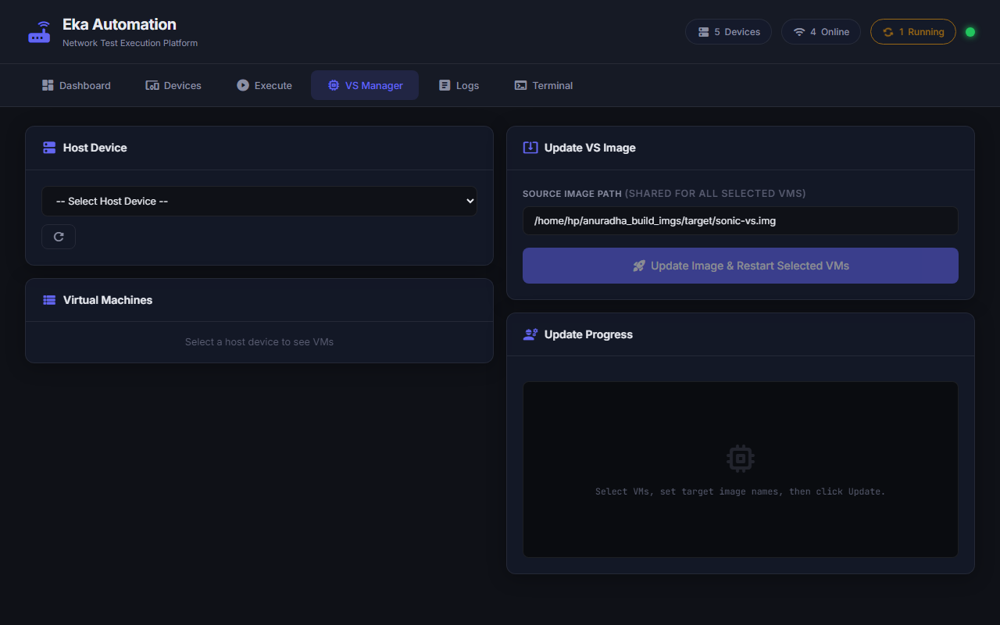 Eka Automation
Network Test Execution Platform
5 Devices
4 Online
1 Running
Dashboard
Devices
Execute
VS Manager
Logs
Terminal
Host Device
-- Select Host Device --
Virtual Machines
Select a host device to see VMs
Update VS Image
SOURCE IMAGE PATH (SHARED FOR ALL SELECTED VMS)
/home/hp/anuradha_build_imgs/target/sonic-vs.img
Update Image & Restart Selected VMs
Update Progress
Select VMs, set target image names, then click Update.